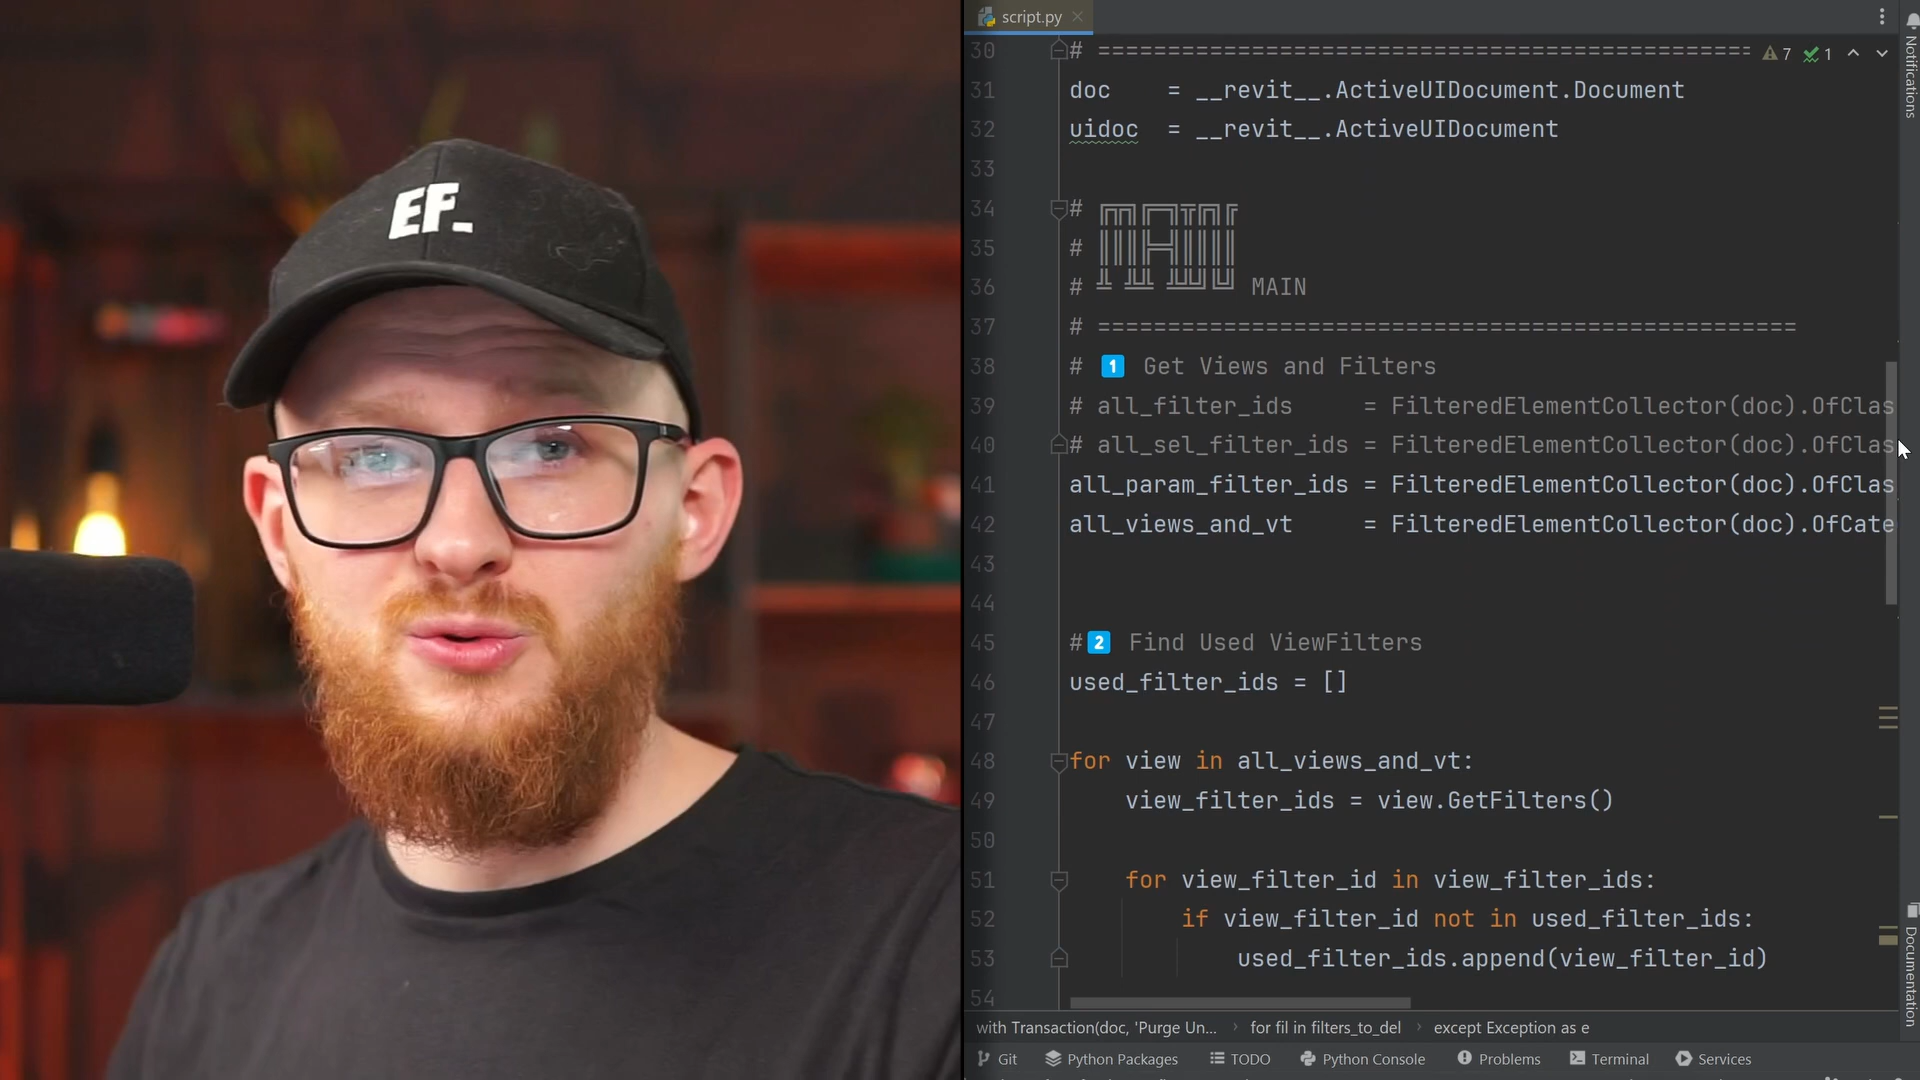 EF_
script.py
30 # ==================================================
7 1
31 doc = __revit__.ActiveUIDocument.Document
32 uidoc = __revit__.ActiveUIDocument
33
34 #
35 #
36 # MAIN
37 # ==================================================
38 # 1 Get Views and Filters
39 # all_filter_ids = FilteredElementCollector(doc).OfClas
40 # all_sel_filter_ids = FilteredElementCollector(doc).OfClas
41 all_param_filter_ids = FilteredElementCollector(doc).OfClas
42 all_views_and_vt = FilteredElementCollector(doc).OfCate
43
44
45 #2 Find Used ViewFilters
46 used_filter_ids = []
47
48 for view in all_views_and_vt:
49 view_filter_ids = view.GetFilters()
50
51 for view_filter_id in view_filter_ids:
52 if view_filter_id not in used_filter_ids:
53 used_filter_ids.append(view_filter_id)
54
with Transaction(doc, 'Purge Un... › for fil in filters_to_del › except Exception as e
Git Python Packages TODO Python Console Problems Terminal Services
Notifications
Documentation